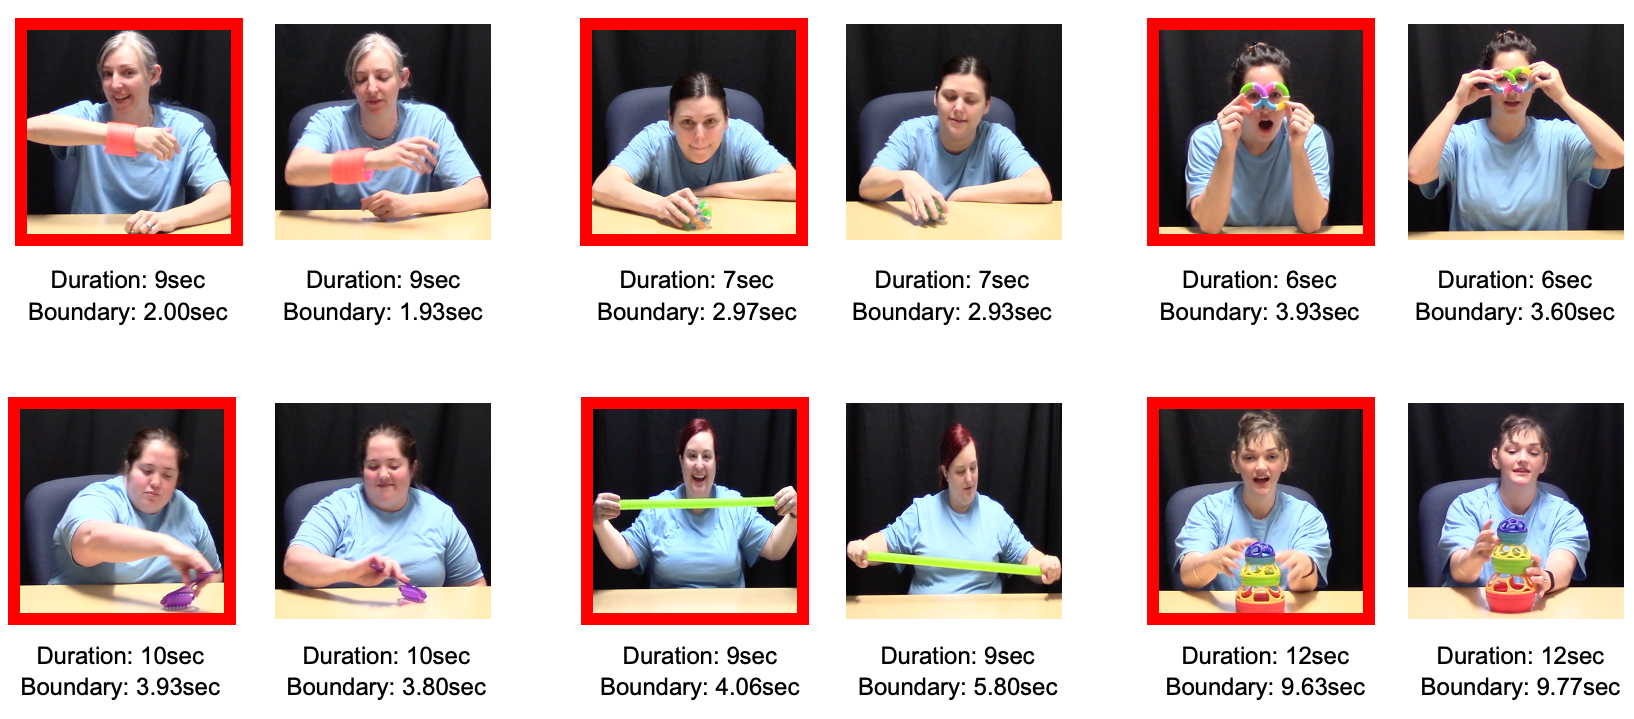 Duration: 9sec
Boundary: 2.00sec
Duration: 9sec
Boundary: 1.93sec
Duration: 7sec
Boundary: 2.97sec
Duration: 7sec
Boundary: 2.93sec
Duration: 6sec
Boundary: 3.93sec
Duration: 6sec
Boundary: 3.60sec
Duration: 10sec
Boundary: 3.93sec
Duration: 10sec
Boundary: 3.80sec
Duration: 9sec
Boundary: 4.06sec
Duration: 9sec
Boundary: 5.80sec
Duration: 12sec
Boundary: 9.63sec
Duration: 12sec
Boundary: 9.77sec